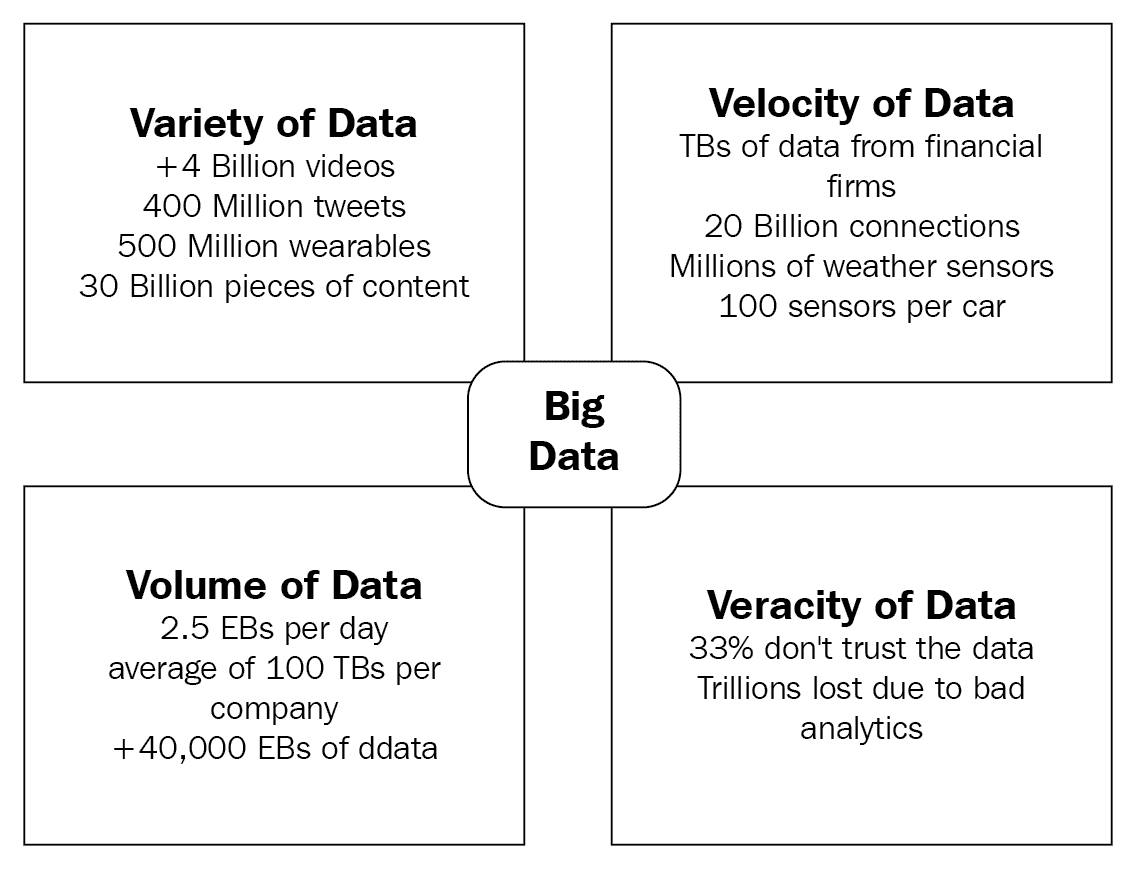 Variety of Data
+4 Billion videos
400 Million tweets
500 Million wearables
30 Billion pieces of content
Velocity of Data
TBs of data from financial
firms
20 Billion connections
Millions of weather sensors
100 sensors per car
Big
Data
Volume of Data
2.5 EBs per day
average of 100 TBs per
company
+40,000 EBs of ddata
Veracity of Data
33% don't trust the data
Trillions lost due to bad
analytics